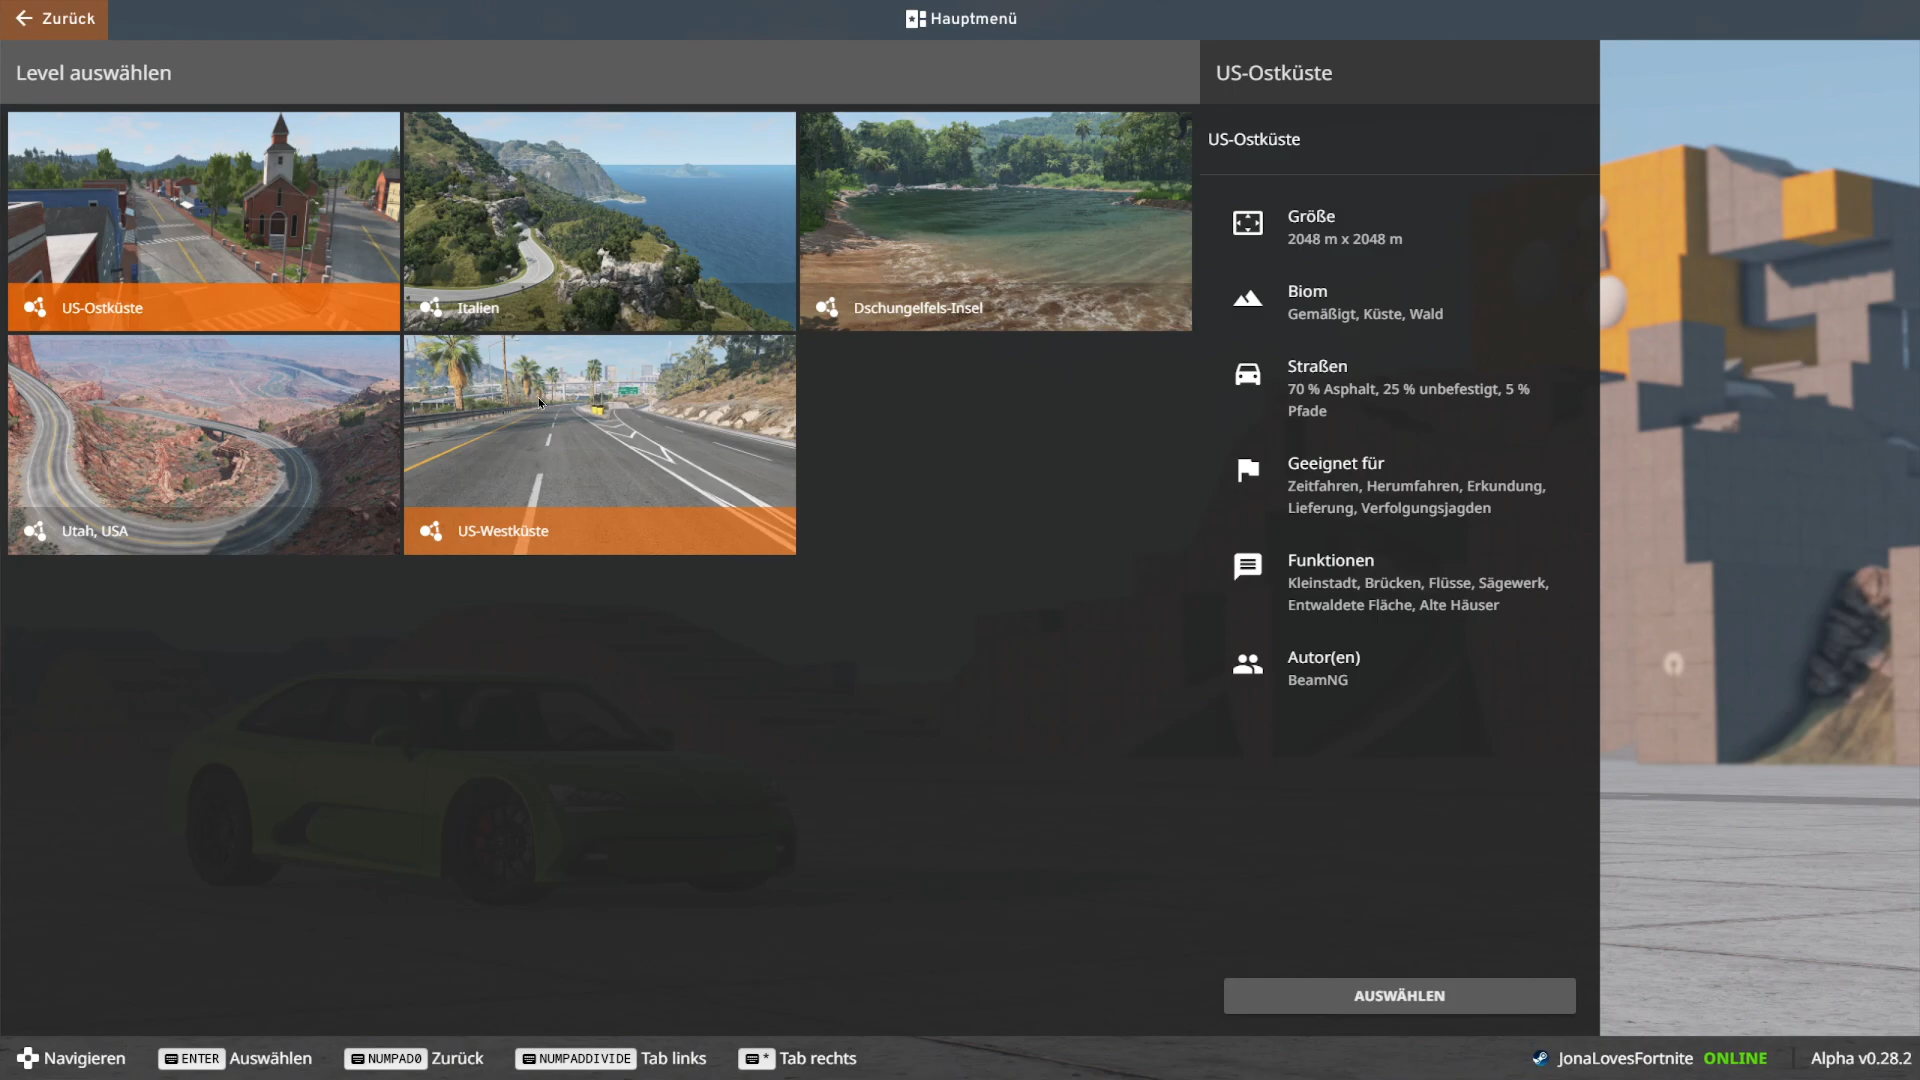 Zurück
Hauptmenü
Level auswählen
US-Ostküste
US-Ostküste
Italien
Dschungelfels-Insel
Utah, USA
US-Westküste
US-Ostküste
Größe
2048 m x 2048 m
Biom
Gemäßigt, Küste, Wald
Straßen
70 % Asphalt, 25 % unbefestigt, 5 %
Pfade
Geeignet für
Zeitfahren, Herumfahren, Erkundung,
Lieferung, Verfolgungsjagden
Funktionen
Kleinstadt, Brücken, Flüsse, Sägewerk,
Entwaldete Fläche, Alte Häuser
Autor(en)
BeamNG
AUSWÄHLEN
Navigieren ENTER Auswählen NUMPAD0 Zurück NUMPADDIVIDE Tab links * Tab rechts JonaLovesFortnite ONLINE Alpha v0.28.2